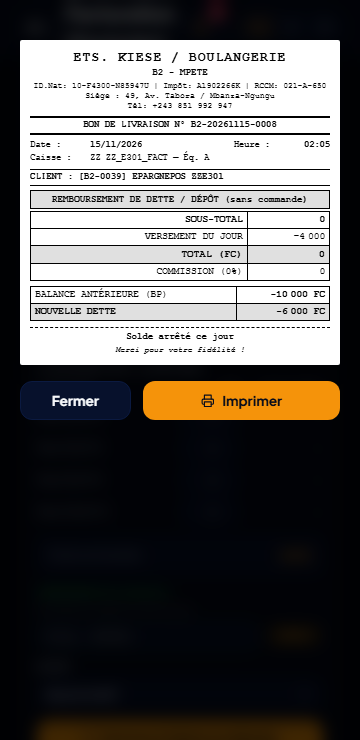 ETS. KIESE / BOULANGERIE
B2 - MPETE
ID.Nat: 10-F4300-N85947U | Impôt: A1902266K | RCCM: 021-A-650
Siège : 49, Av. Tabora / Mbanza-Ngungu
Tél: +243 851 992 947
BON DE LIVRAISON N° B2-20261115-0008
Date : 15/11/2026 Heure : 02:05
Caisse : ZZ ZZ_E301_FACT — Éq. A
CLIENT : [B2-0039] EPARGNEPOS ZZE301
REMBOURSEMENT DE DETTE / DÉPÔT (sans commande)
SOUS-TOTAL 0
VERSEMENT DU JOUR -4 000
TOTAL (FC) 0
COMMISSION (0%) 0
BALANCE ANTÉRIEURE (BP) -10 000 FC
NOUVELLE DETTE -6 000 FC
Solde arrêté ce jour
Merci pour votre fidélité !
Fermer Imprimer